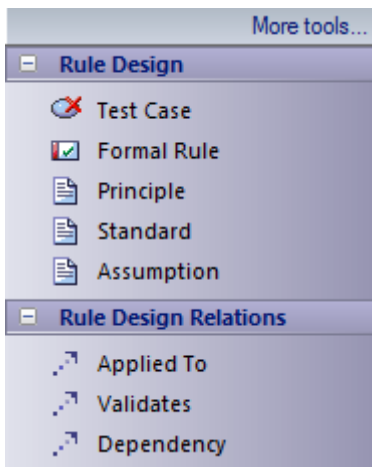 More tools...
Rule Design
Test Case
Formal Rule
Principle
Standard
Assumption
Rule Design Relations
Applied To
Validates
Dependency